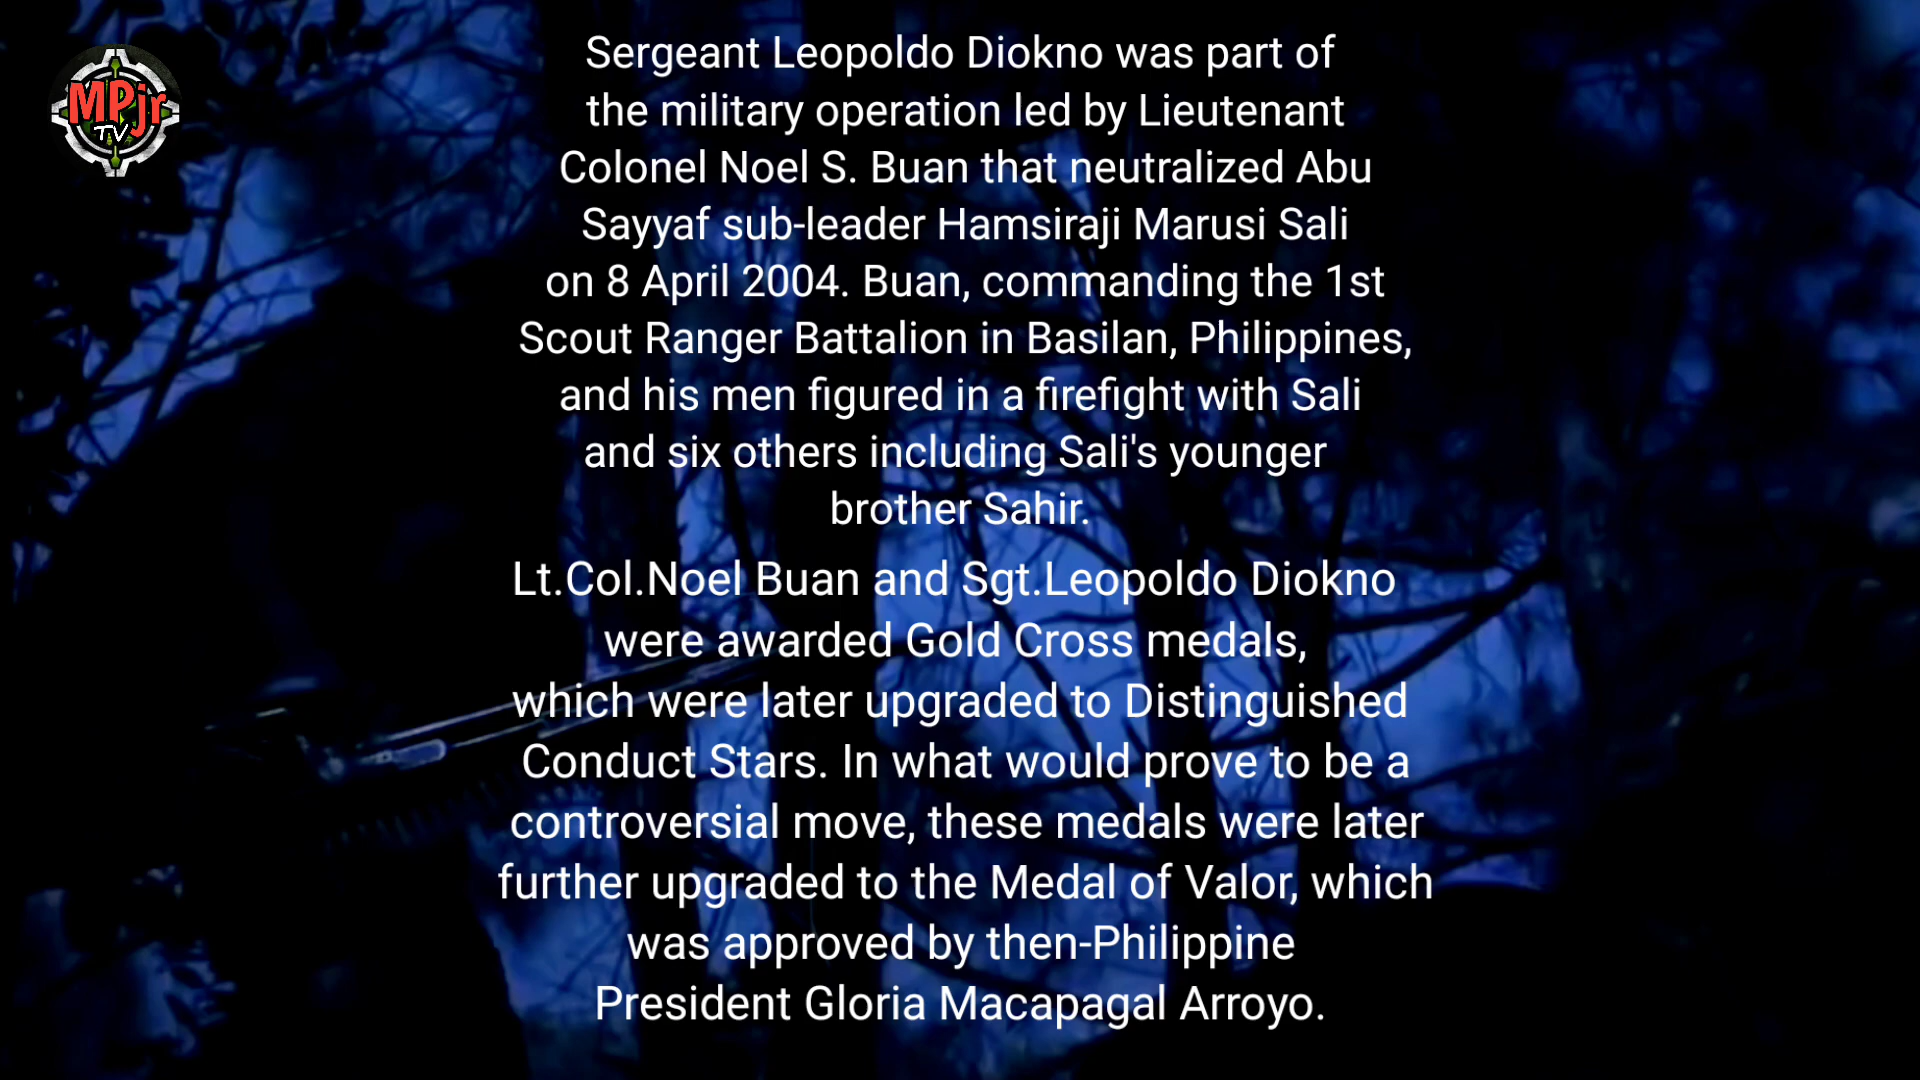 MPjr
TV
Sergeant Leopoldo Diokno was part of
the military operation led by Lieutenant
Colonel Noel S. Buan that neutralized Abu
Sayyaf sub-leader Hamsiraji Marusi Sali
on 8 April 2004. Buan, commanding the 1st
Scout Ranger Battalion in Basilan, Philippines,
and his men figured in a firefight with Sali
and six others including Sali's younger
brother Sahir.
Lt.Col.Noel Buan and Sgt.Leopoldo Diokno
were awarded Gold Cross medals,
which were later upgraded to Distinguished
Conduct Stars. In what would prove to be a
controversial move, these medals were later
further upgraded to the Medal of Valor, which
was approved by then-Philippine
President Gloria Macapagal Arroyo.